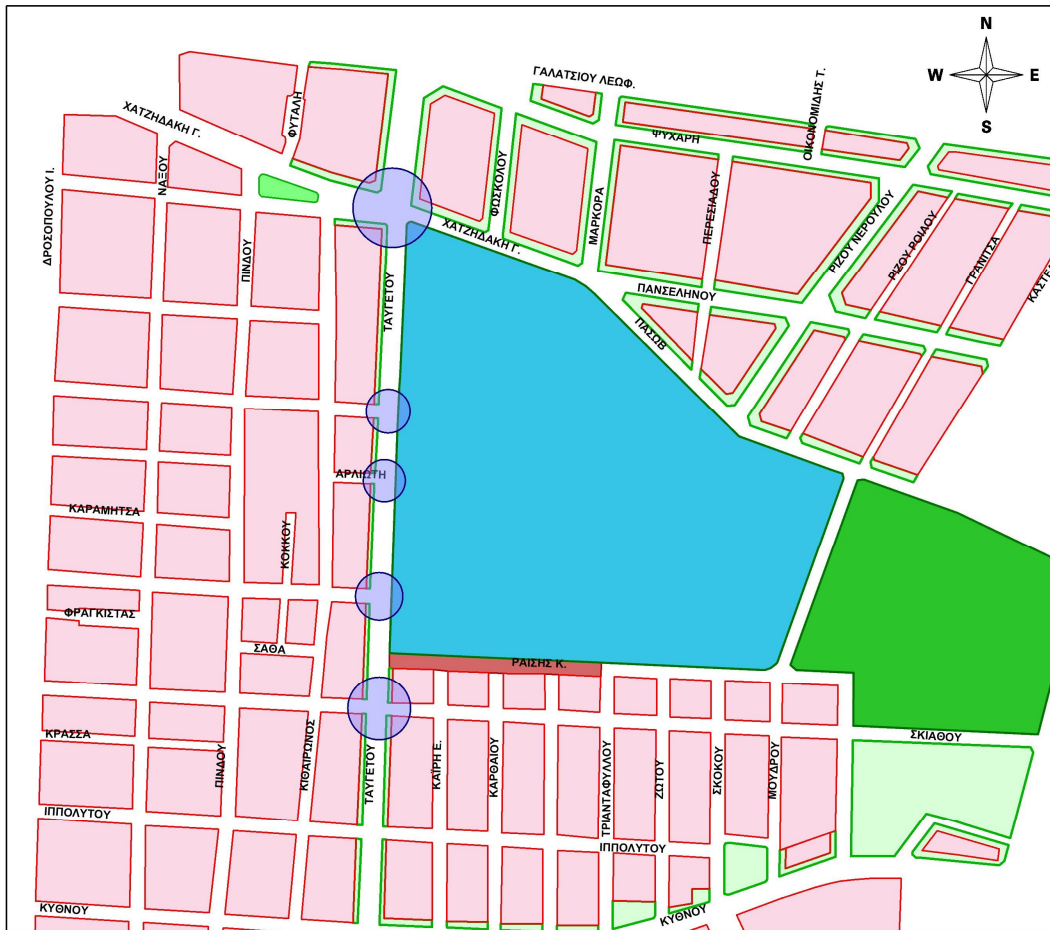 N
W E
S
ΓΑΛΑΤΣΙΟΥ ΛΕΩΦ.
ΟΙΚΟΝΟΜΙΔΗΣ Τ.
ΧΑΤΖΗΔΑΚΗ Γ.
ΦΥΤΑΛΗ
ΨΥΧΑΡΗ
ΔΡΟΣΟΠΟΥΛΟΥ Ι.
ΝΑΞΟΥ
ΦΩΣΚΟΛΟΥ
ΜΑΡΚΟΡΑ
ΠΕΡΕΣΙΑΔΟΥ
ΡΙΖΟΥ ΝΕΡΟΥΛΟΥ
ΡΙΖΟΥ ΡΟΙΔΟΥ
ΓΡΑΝΙΤΣΑ
ΚΑΣΤΕ
ΧΑΤΖΗΔΑΚΗ Γ.
ΠΙΝΔΟΥ
ΤΑΥΓΕΤΟΥ
ΠΑΝΣΕΛΗΝΟΥ
ΠΑΣΩΒ
ΑΡΛΙΩΤΗ
ΚΑΡΑΜΗΤΣΑ
ΚΟΚΚΟΥ
ΦΡΑΓΚΙΣΤΑΣ
ΣΑΘΑ
ΡΑΙΣΗΣ Κ.
ΚΡΑΣΣΑ
ΣΚΙΑΘΟΥ
ΠΙΝΔΟΥ
ΚΙΘΑΙΡΩΝΟΣ
ΤΑΥΓΕΤΟΥ
ΚΑΪΡΗ Ε.
ΚΑΡΘΑΙΟΥ
ΤΡΙΑΝΤΑΦΥΛΛΟΥ
ΖΩΤΟΥ
ΣΚΟΚΟΥ
ΜΟΥΔΡΟΥ
ΙΠΠΟΛΥΤΟΥ
ΙΠΠΟΛΥΤΟΥ
ΚΥΘΝΟΥ
ΚΥΘΝΟΥ